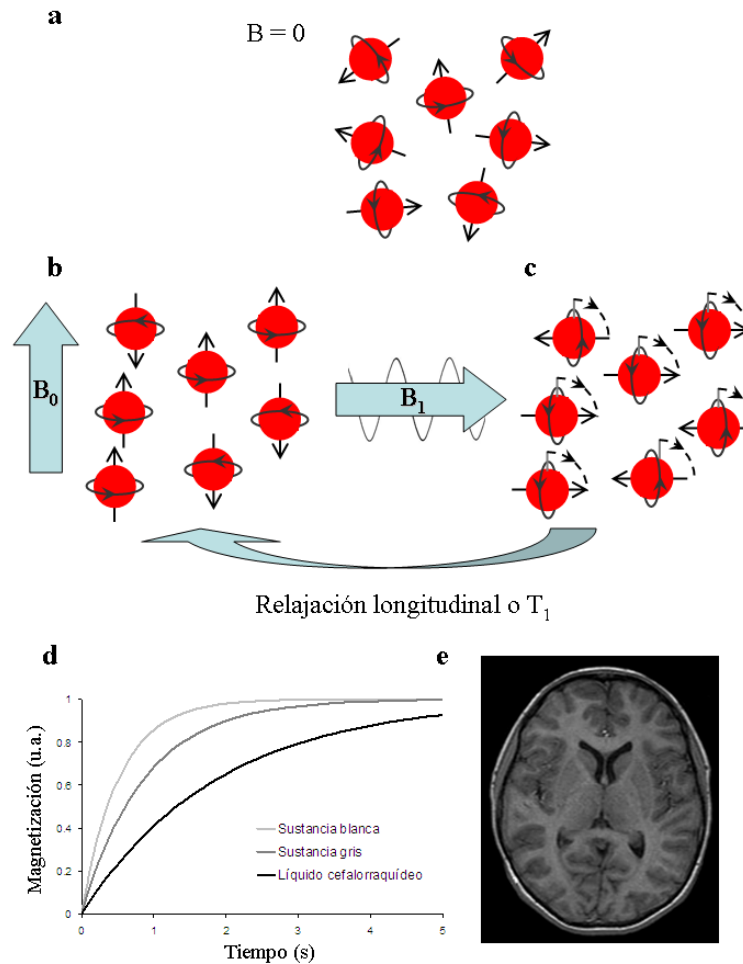 a
B = 0
b
c
B0
B1
Relajación longitudinal o T1
d
e
Magnetización (u.a.)
1
0.8
0.6
0.4
0.2
0
Sustancia blanca
Sustancia gris
Líquido cefalorraquídeo
0 1 2 3 4 5
Tiempo (s)